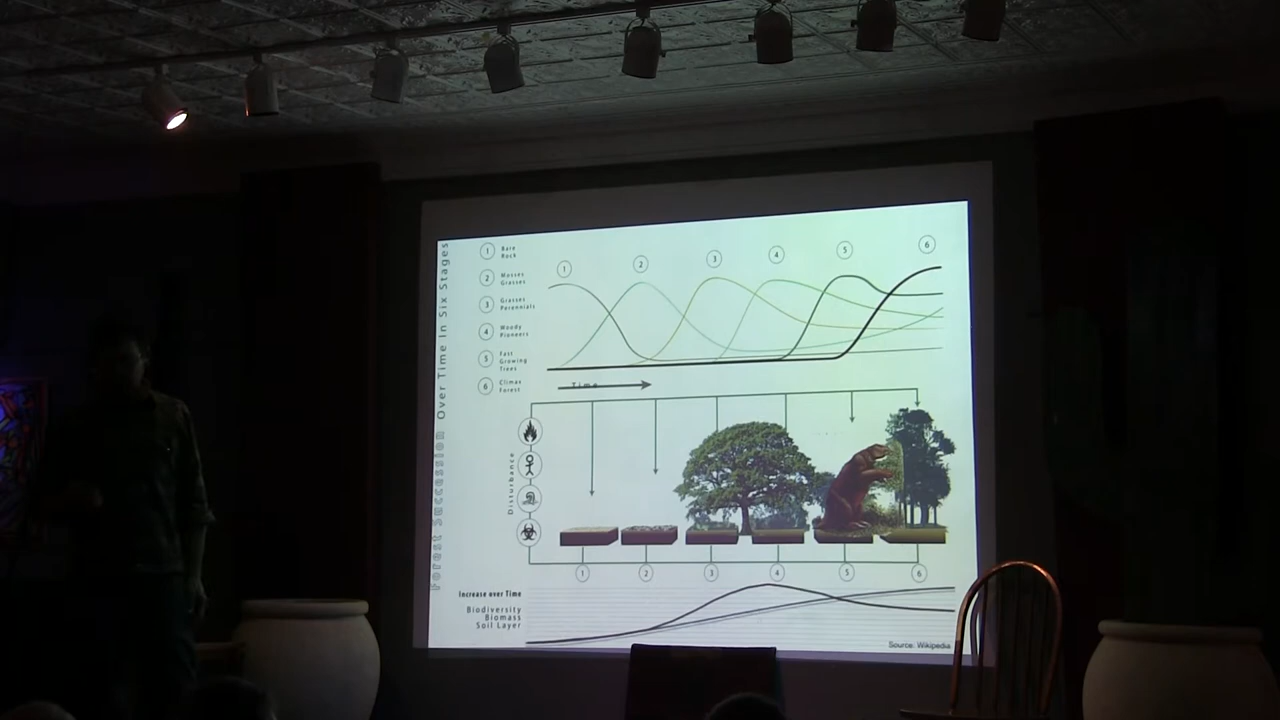 Forest Succession Over Time In Six Stages
1 Bare
Rock
2 Mosses
Grasses
3 Grasses
Perennials
4 Woody
Pioneers
5 Fast
Growing
Trees
6 Climax
Forest
1 2 3 4 5 6
Time
Disturbance
1 2 3 4 5 6
Increase over Time
Biodiversity
Biomass
Soil Layer
Source: Wikipedia